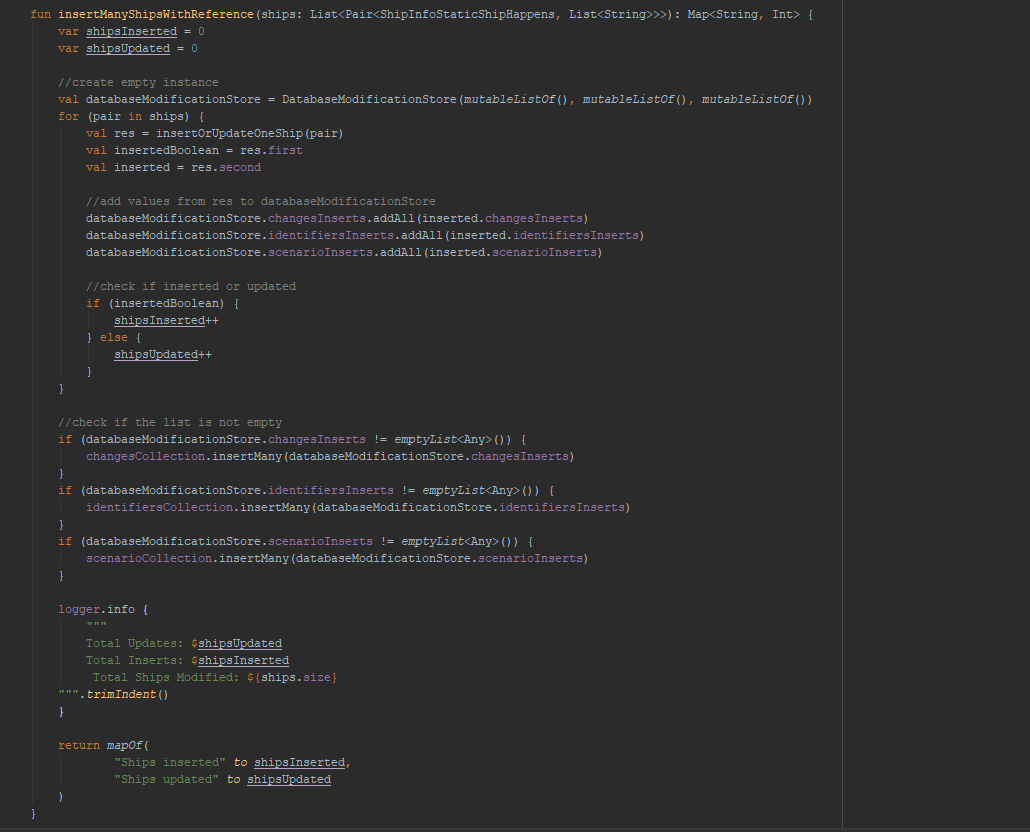 fun insertManyShipsWithReference(ships: List<Pair<ShipInfoStaticShipHappens, List<String>>>): Map<String, Int> {
    var shipsInserted = 0
    var shipsUpdated = 0

    //create empty instance
    val databaseModificationStore = DatabaseModificationStore(mutableListOf(), mutableListOf(), mutableListOf())
    for (pair in ships) {
        val res = insertOrUpdateOneShip(pair)
        val insertedBoolean = res.first
        val inserted = res.second

        //add values from res to databaseModificationStore
        databaseModificationStore.changesInserts.addAll(inserted.changesInserts)
        databaseModificationStore.identifiersInserts.addAll(inserted.identifiersInserts)
        databaseModificationStore.scenarioInserts.addAll(inserted.scenarioInserts)

        //check if inserted or updated
        if (insertedBoolean) {
            shipsInserted++
        } else {
            shipsUpdated++
        }
    }

    //check if the list is not empty
    if (databaseModificationStore.changesInserts != emptyList<Any>()) {
        changesCollection.insertMany(databaseModificationStore.changesInserts)
    }
    if (databaseModificationStore.identifiersInserts != emptyList<Any>()) {
        identifiersCollection.insertMany(databaseModificationStore.identifiersInserts)
    }
    if (databaseModificationStore.scenarioInserts != emptyList<Any>()) {
        scenarioCollection.insertMany(databaseModificationStore.scenarioInserts)
    }

    logger.info {
        """
        Total Updates: $shipsUpdated
        Total Inserts: $shipsInserted
         Total Ships Modified: ${ships.size}
    """.trimIndent()
    }

    return mapOf(
            "Ships inserted" to shipsInserted,
            "Ships updated" to shipsUpdated
    )
}